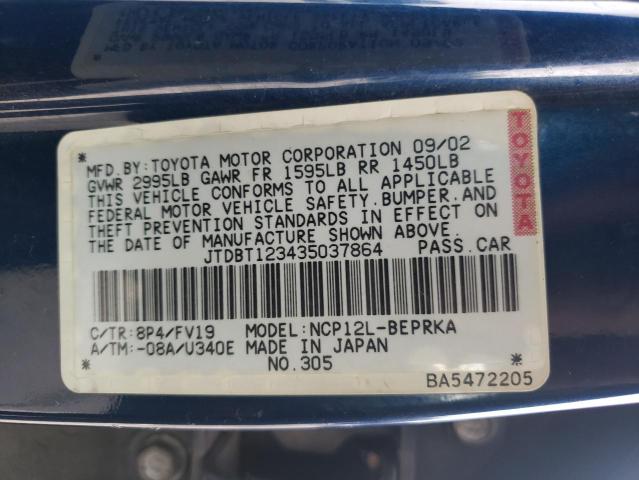 MFD.BY:TOYOTA MOTOR CORPORATION 09/02
GVWR 2995LB GAWR FR 1595LB RR 1450LB
THIS VEHICLE CONFORMS TO ALL APPLICABLE
FEDERAL MOTOR VEHICLE SAFETY,BUMPER,AND
THEFT PREVENTION STANDARDS IN EFFECT ON
THE DATE OF MANUFACTURE SHOWN ABOVE.
JTDBT123435037864 PASS.CAR
C/TR:8P4/FV19 MODEL:NCP12L-BEPRKA
A/TM:-08A/U340E MADE IN JAPAN
NO.305
BA5472205
TOYOTA